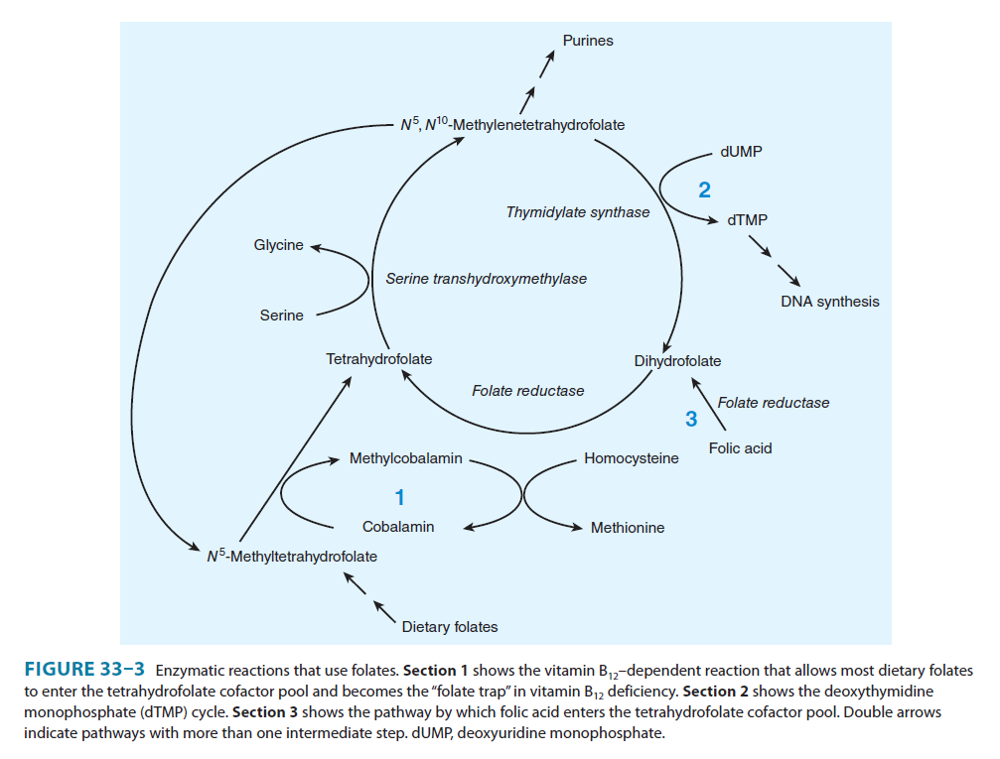 Purines
N5, N10-Methylenetetrahydrofolate
dUMP
2
Thymidylate synthase
dTMP
Glycine
Serine transhydroxymethylase
DNA synthesis
Serine
Tetrahydrofolate
Dihydrofolate
Folate reductase
Folate reductase
3
Folic acid
Methylcobalamin
Homocysteine
1
Cobalamin
Methionine
N5-Methyltetrahydrofolate
Dietary folates
FIGURE 33–3 Enzymatic reactions that use folates. Section 1 shows the vitamin B12–dependent reaction that allows most dietary folates
to enter the tetrahydrofolate cofactor pool and becomes the “folate trap” in vitamin B12 deficiency. Section 2 shows the deoxythymidine
monophosphate (dTMP) cycle. Section 3 shows the pathway by which folic acid enters the tetrahydrofolate cofactor pool. Double arrows
indicate pathways with more than one intermediate step. dUMP, deoxyuridine monophosphate.